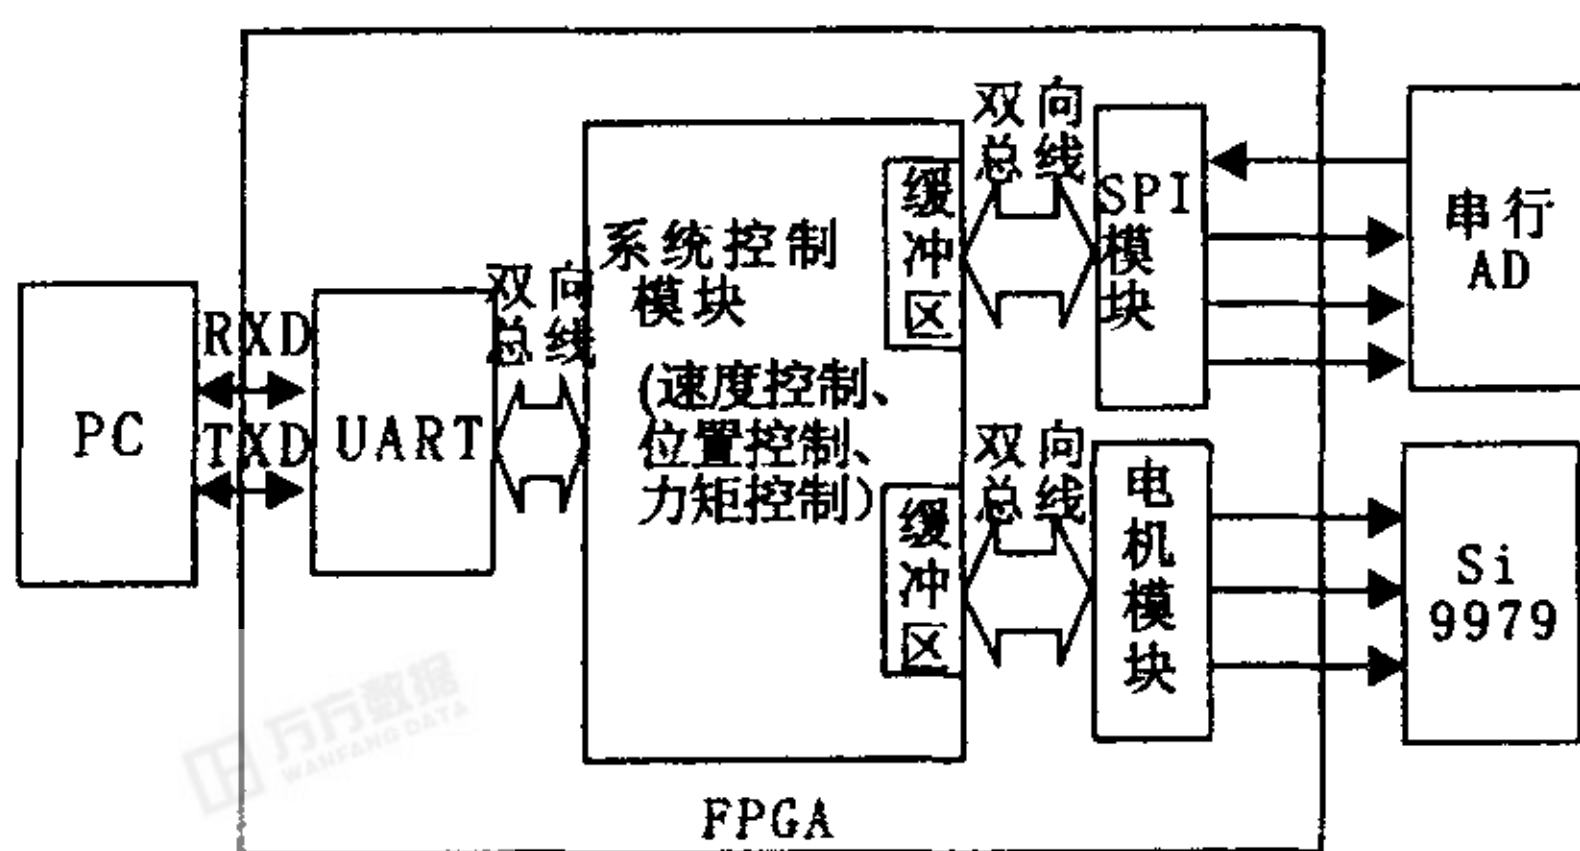 PC
RXD
TXD
UART
双向
总线
系统控制
模块
(速度控制、
位置控制、
力矩控制)
缓
冲
区
缓
冲
区
双向
总线
双向
总线
SPI
模
块
电
机
模
块
串行
AD
Si
9979
FPGA
万方数据
WANFANG DATA